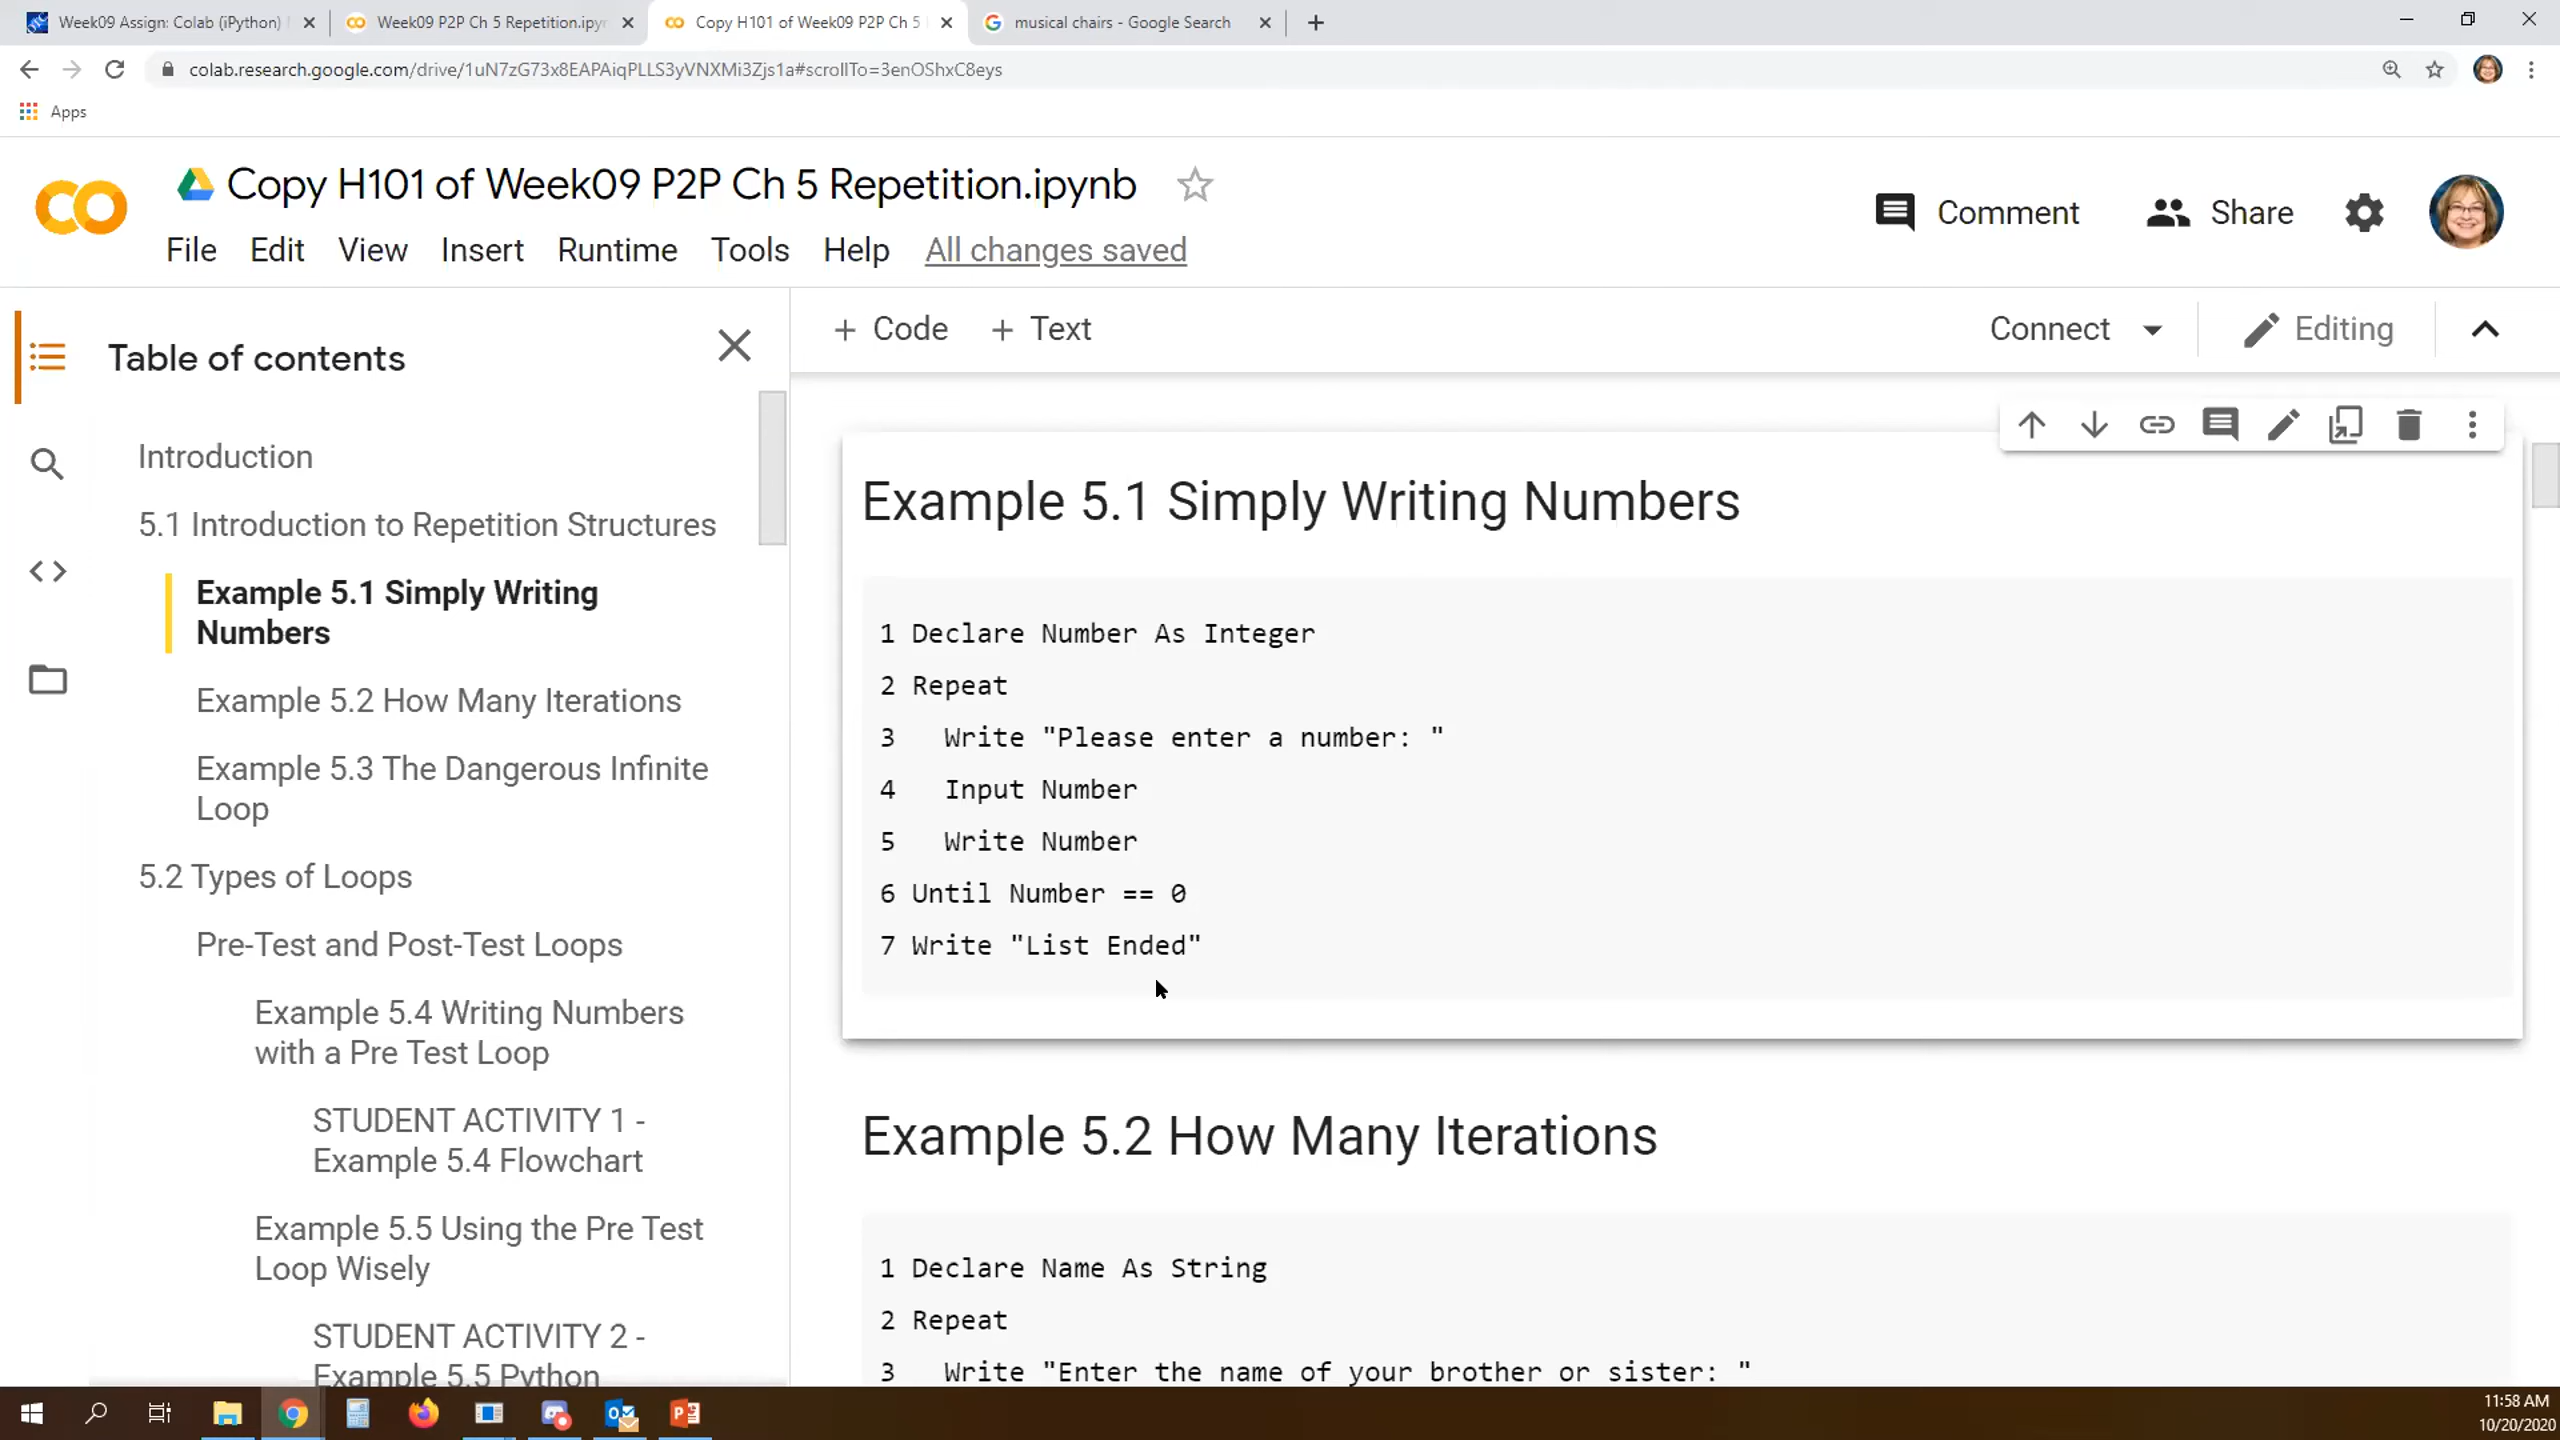 Week09 Assign: Colab (iPython)
Week09 P2P Ch 5 Repetition.ipyn
Copy H101 of Week09 P2P Ch 5
musical chairs - Google Search
colab.research.google.com/drive/1uN7zG73x8EAPAiqPLLS3yVNXMi3Zjs1a#scrollTo=3enOShxC8eys
Apps
Copy H101 of Week09 P2P Ch 5 Repetition.ipynb
Comment
Share
File Edit View Insert Runtime Tools Help All changes saved
Table of contents
+ Code + Text
Connect
Editing
Introduction
5.1 Introduction to Repetition Structures
Example 5.1 Simply Writing
Numbers
Example 5.2 How Many Iterations
Example 5.3 The Dangerous Infinite
Loop
5.2 Types of Loops
Pre-Test and Post-Test Loops
Example 5.4 Writing Numbers
with a Pre Test Loop
STUDENT ACTIVITY 1 -
Example 5.4 Flowchart
Example 5.5 Using the Pre Test
Loop Wisely
STUDENT ACTIVITY 2 -
Example 5.5 Python
Example 5.1 Simply Writing Numbers
1 Declare Number As Integer
2 Repeat
3   Write "Please enter a number: "
4   Input Number
5   Write Number
6 Until Number == 0
7 Write "List Ended"
Example 5.2 How Many Iterations
1 Declare Name As String
2 Repeat
3   Write "Enter the name of your brother or sister: "
11:58 AM
10/20/2020